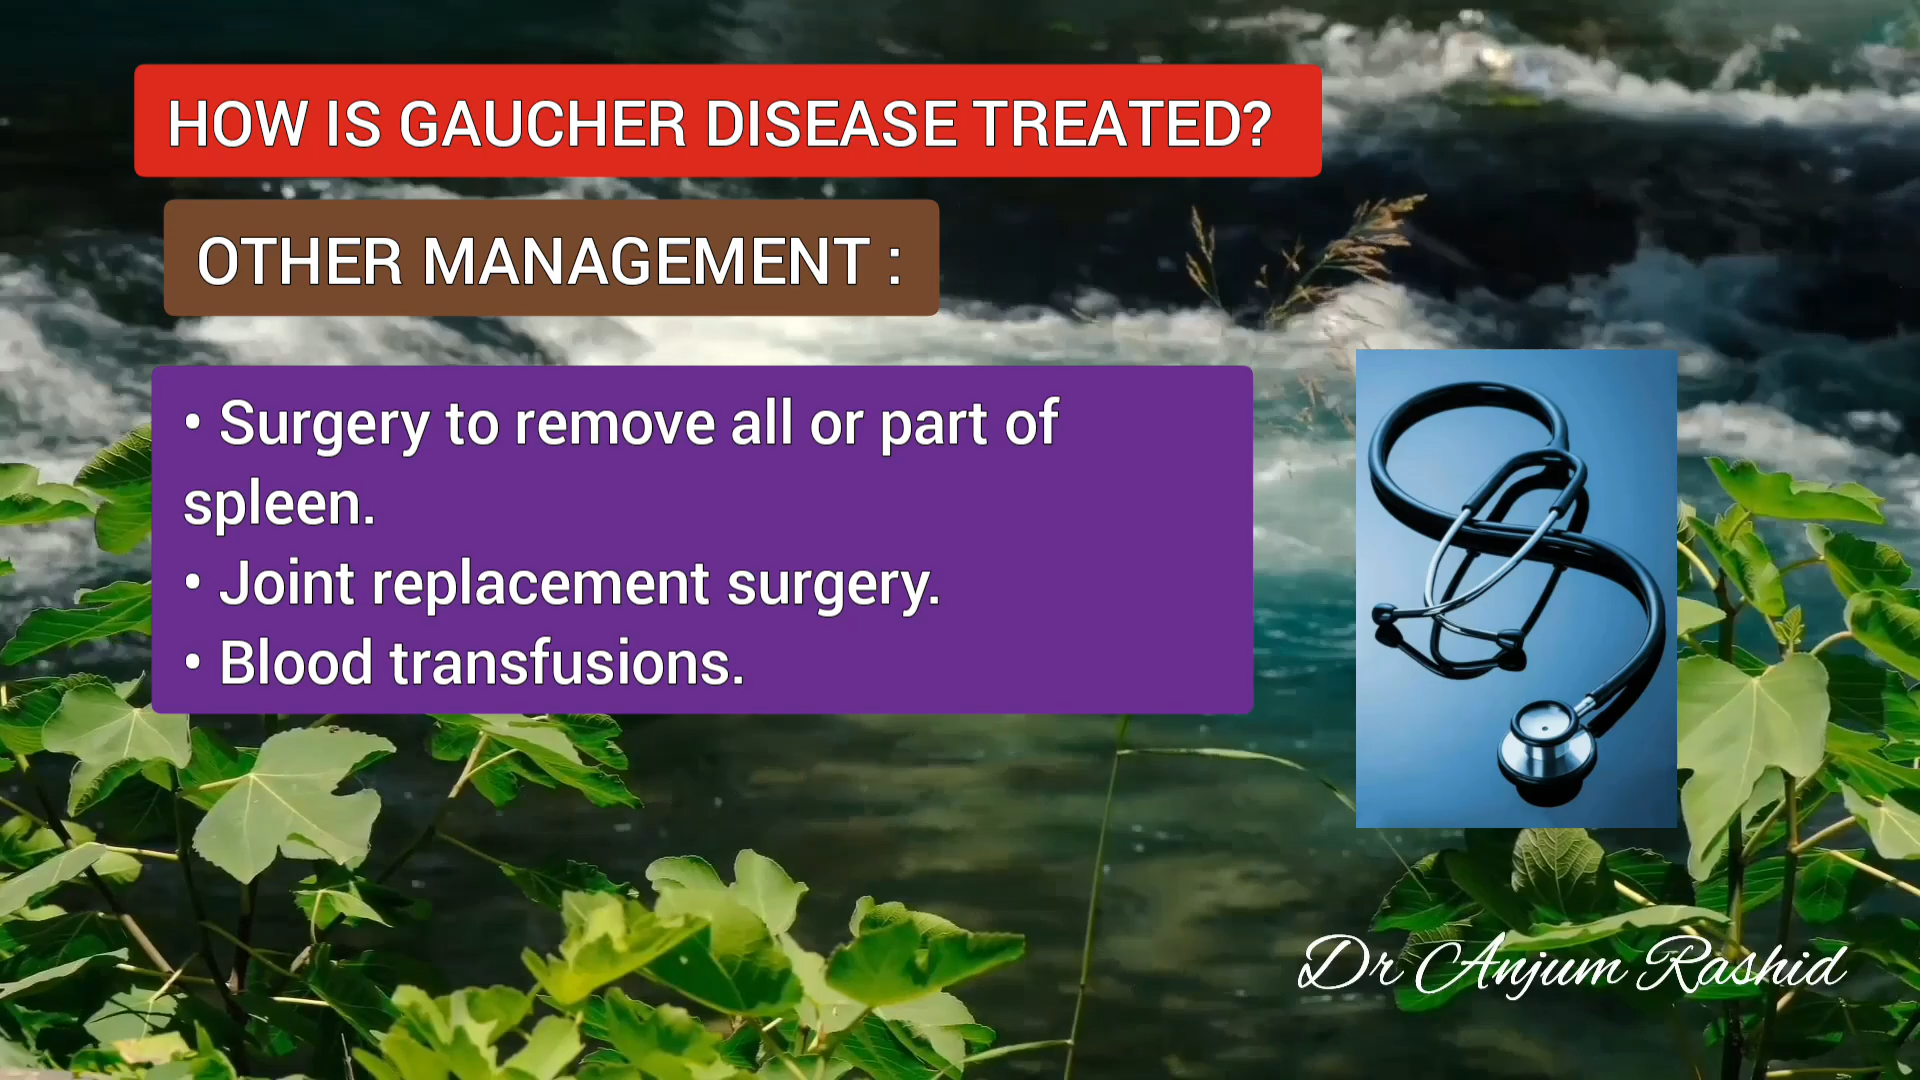 HOW IS GAUCHER DISEASE TREATED?
OTHER MANAGEMENT :
• Surgery to remove all or part of
spleen.
• Joint replacement surgery.
• Blood transfusions.
Dr Anjum Rashid